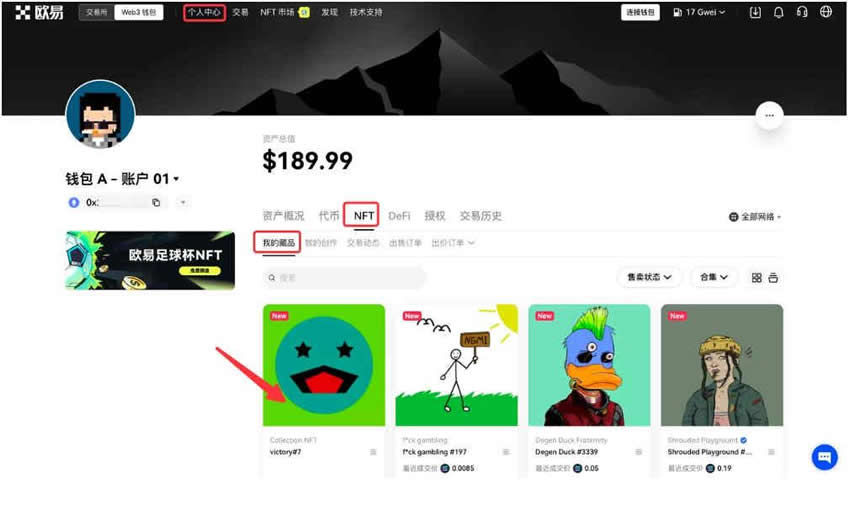 欧易 交易所 Web3 钱包 个人中心 交易 NFT 市场 发现 技术支持 连接钱包 17 Gwei
资产总值
$189.99
钱包 A - 账户 01
0x
资产概况 代币 NFT DeFi 授权 交易历史 全部网络
我的藏品 我的创作 交易动态 出售订单 出价订单
欧易足球杯NFT
搜索 售卖状态 合集
New New New New
NGMI
Collection NFT f*ck gambling Degen Duck Fraternity Shrouded Playground
victory#7 f*ck gambling #197 Degen Duck #3339 Shrouded Playground #...
最近成交价 0.0085 最近成交价 0.05 最近成交价 0.19